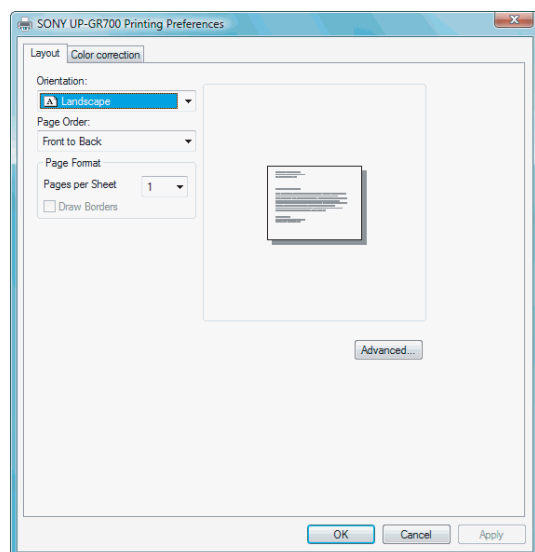 SONY UP-GR700 Printing Preferences
Layout
Color correction
Orientation:
A Landscape
Page Order:
Front to Back
Page Format
Pages per Sheet
1
Draw Borders
Advanced...
OK
Cancel
Apply